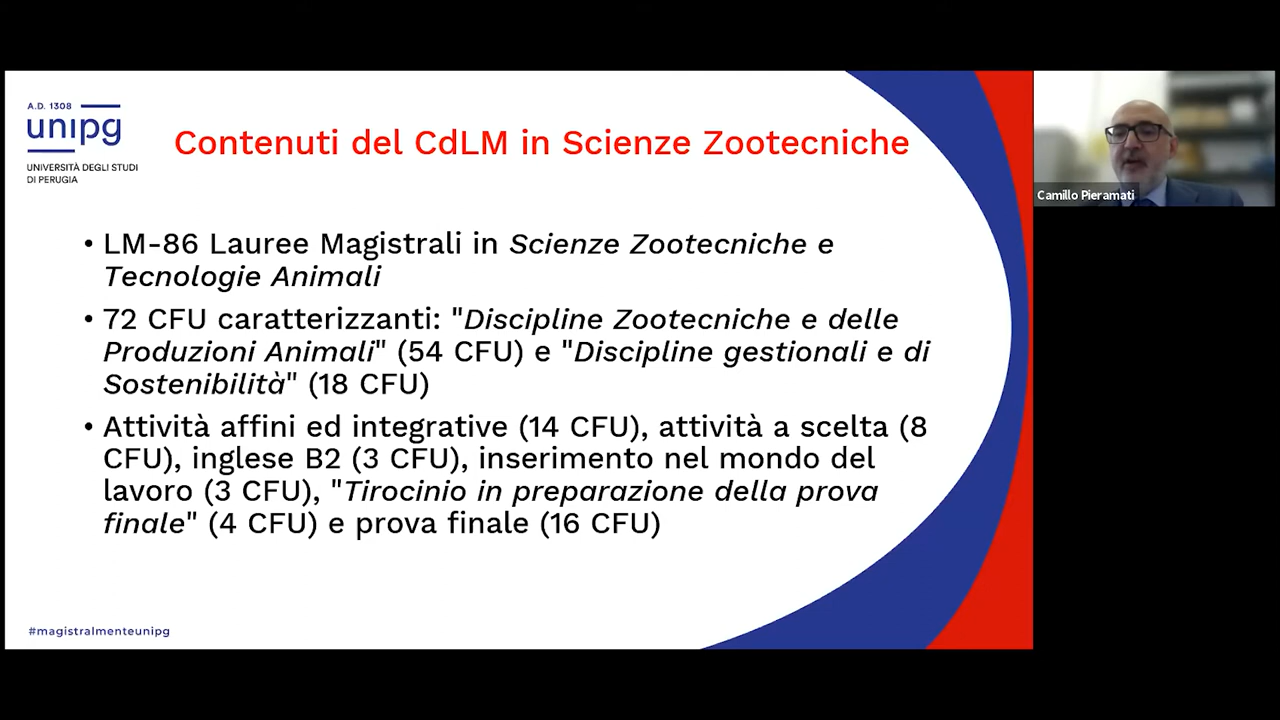 A.D. 1308
unipg
UNIVERSITÀ DEGLI STUDI
DI PERUGIA
Contenuti del CdLM in Scienze Zootecniche
• LM-86 Lauree Magistrali in Scienze Zootecniche e
Tecnologie Animali
• 72 CFU caratterizzanti: "Discipline Zootecniche e delle
Produzioni Animali" (54 CFU) e "Discipline gestionali e di
Sostenibilità" (18 CFU)
• Attività affini ed integrative (14 CFU), attività a scelta (8
CFU), inglese B2 (3 CFU), inserimento nel mondo del
lavoro (3 CFU), "Tirocinio in preparazione della prova
finale" (4 CFU) e prova finale (16 CFU)
#magistralmenteunipg
Camillo Pieramati